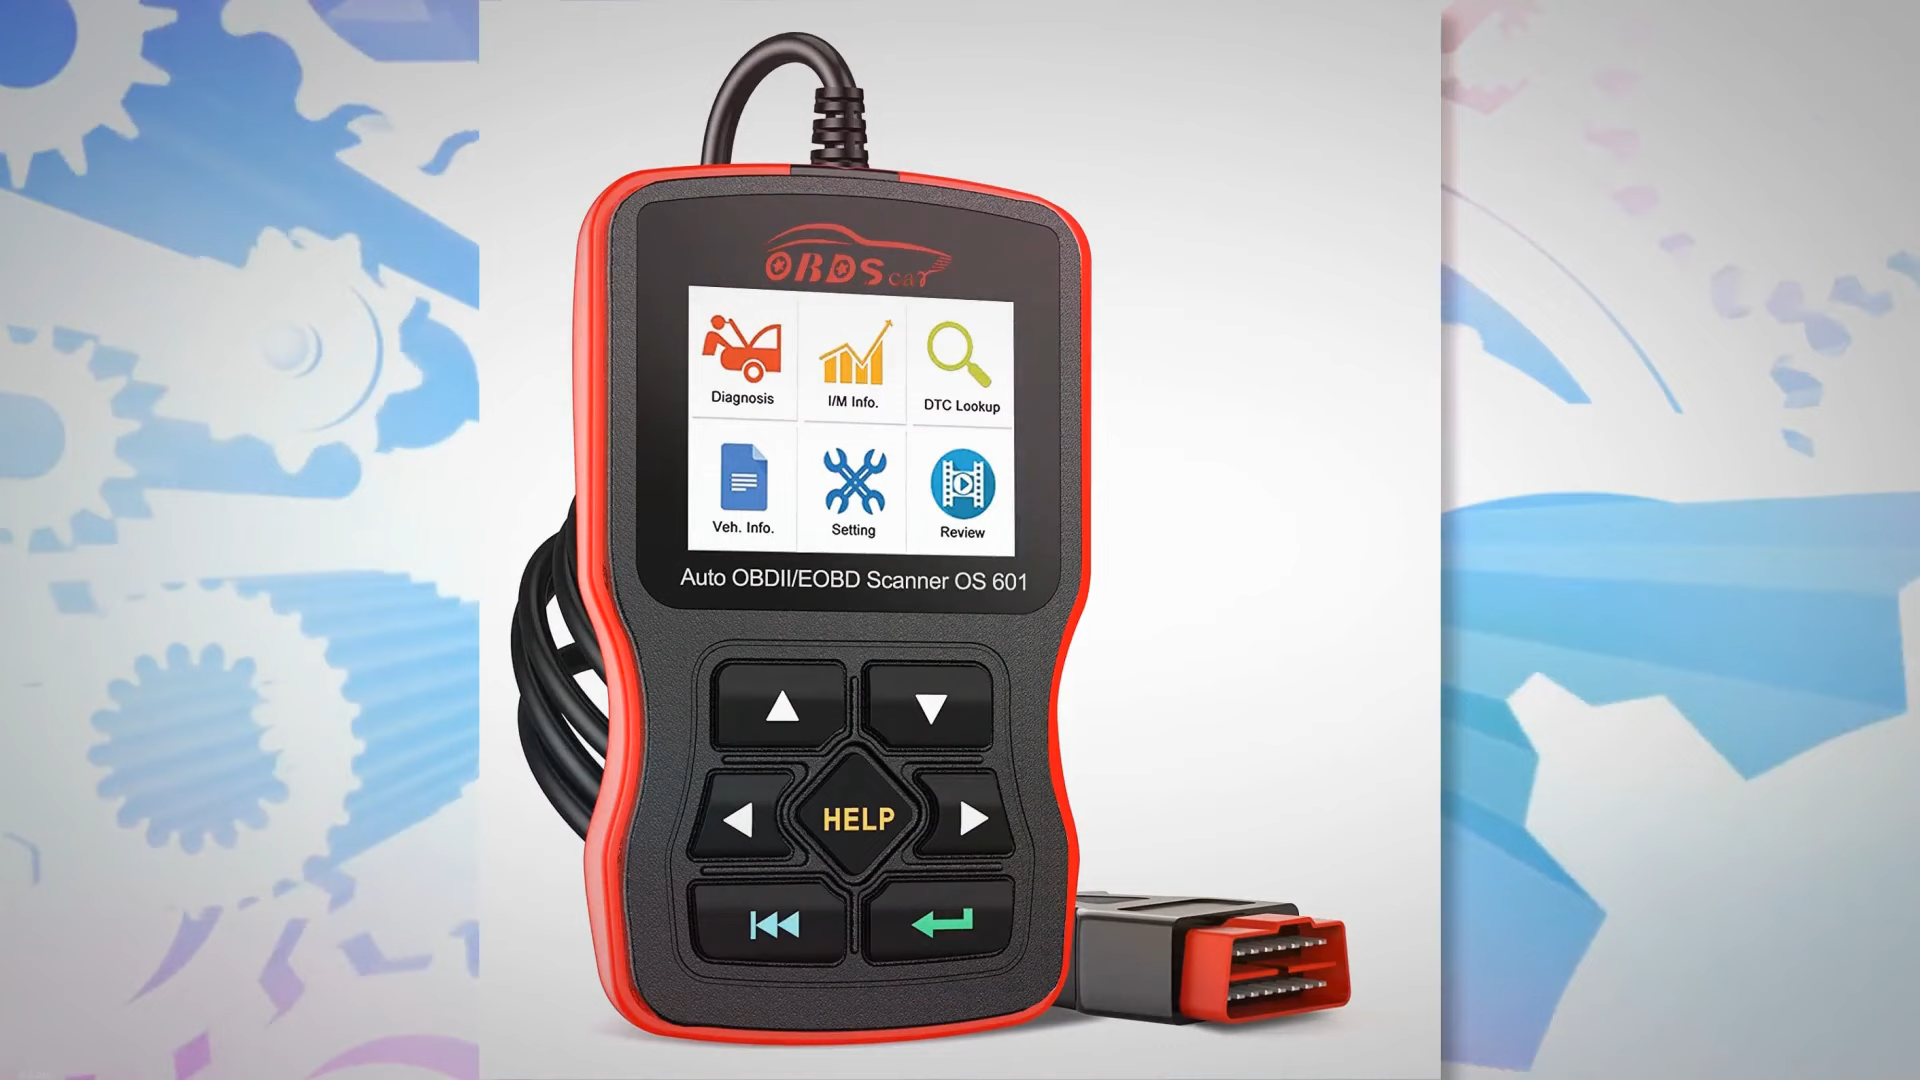 OBDScar
Diagnosis
I/M Info.
DTC Lookup
Veh. Info.
Setting
Review
Auto OBDII/EOBD Scanner OS 601
HELP